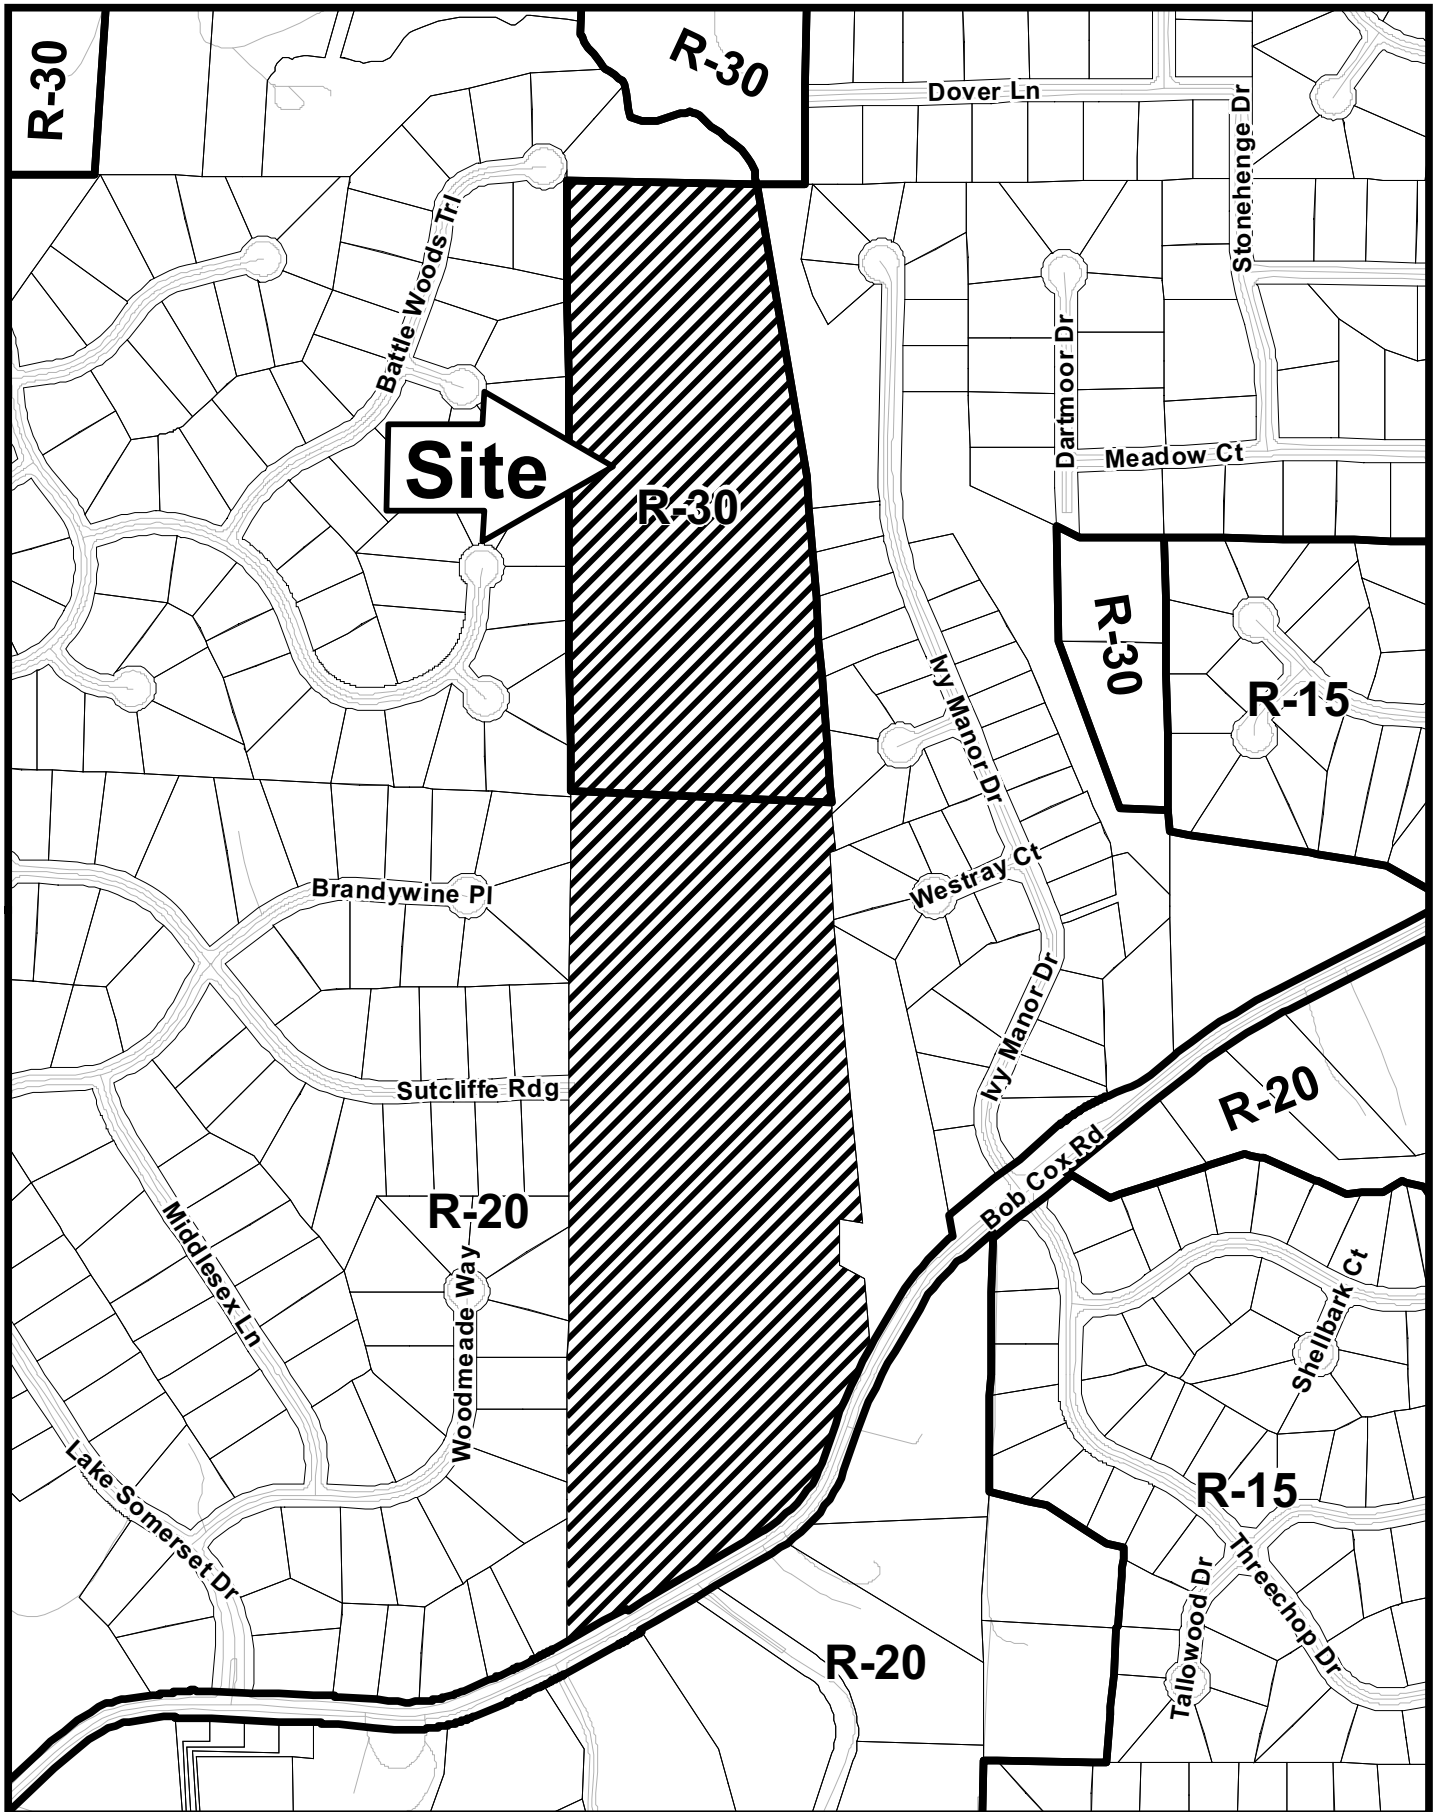 R-30
R-30
Dover Ln
Stonehenge Dr
Battle Woods Trl
Dartmoor Dr
Meadow Ct
Site
R-30
R-30
R-15
Ivy Manor Dr
Westray Ct
Brandywine Pl
Ivy Manor Dr
Sutcliffe Rdg
R-20
Bob Cox Rd
R-20
Middlesex Ln
Woodmeade Way
Shellbark Ct
Lake Somerset Dr
R-15
Threechop Dr
Tallowood Dr
R-20